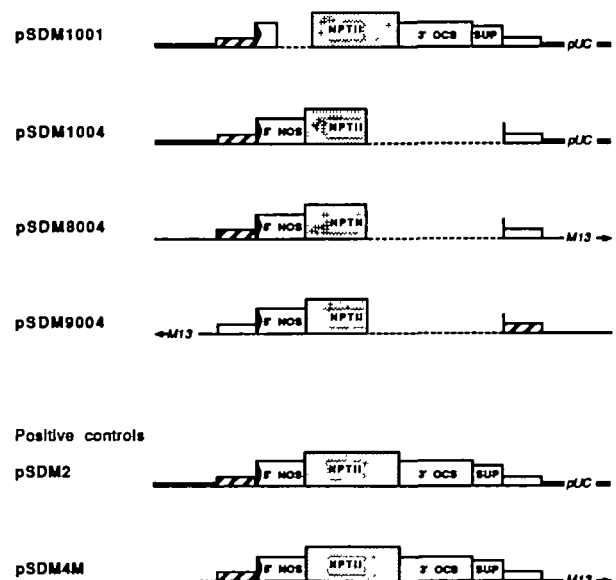 pSDM1001 NPTII 3' OCS SUP pUC
pSDM1004 5' NOS NPTII pUC
pSDM8004 5' NOS NPTII M13
pSDM9004 M13 5' NOS NPTII
Positive controls
pSDM2 5' NOS NPTII 3' OCS SUP pUC
pSDM4M 5' NOS NPTII 3' OCS SUP M13